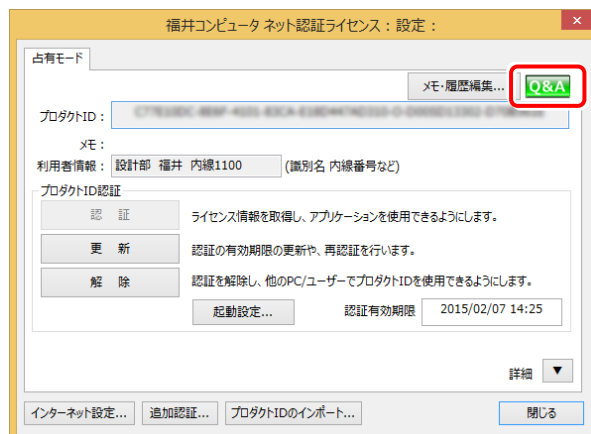 福井コンピュータ ネット認証ライセンス：設定：
占有モード
メモ・履歴編集... Q&A
プロダクトID：
メモ：
利用者情報： 設計部 福井 内線1100 (識別名 内線番号など)
プロダクトID認証
認 証 ライセンス情報を取得し、アプリケーションを使用できるようにします。
更 新 認証の有効期限の更新や、再認証を行います。
解 除 認証を解除し、他のPC/ユーザーでプロダクトIDを使用できるようにします。
起動設定... 認証有効期限 2015/02/07 14:25
詳細 ▼
インターネット設定... 追加認証... プロダクトIDのインポート... 閉じる